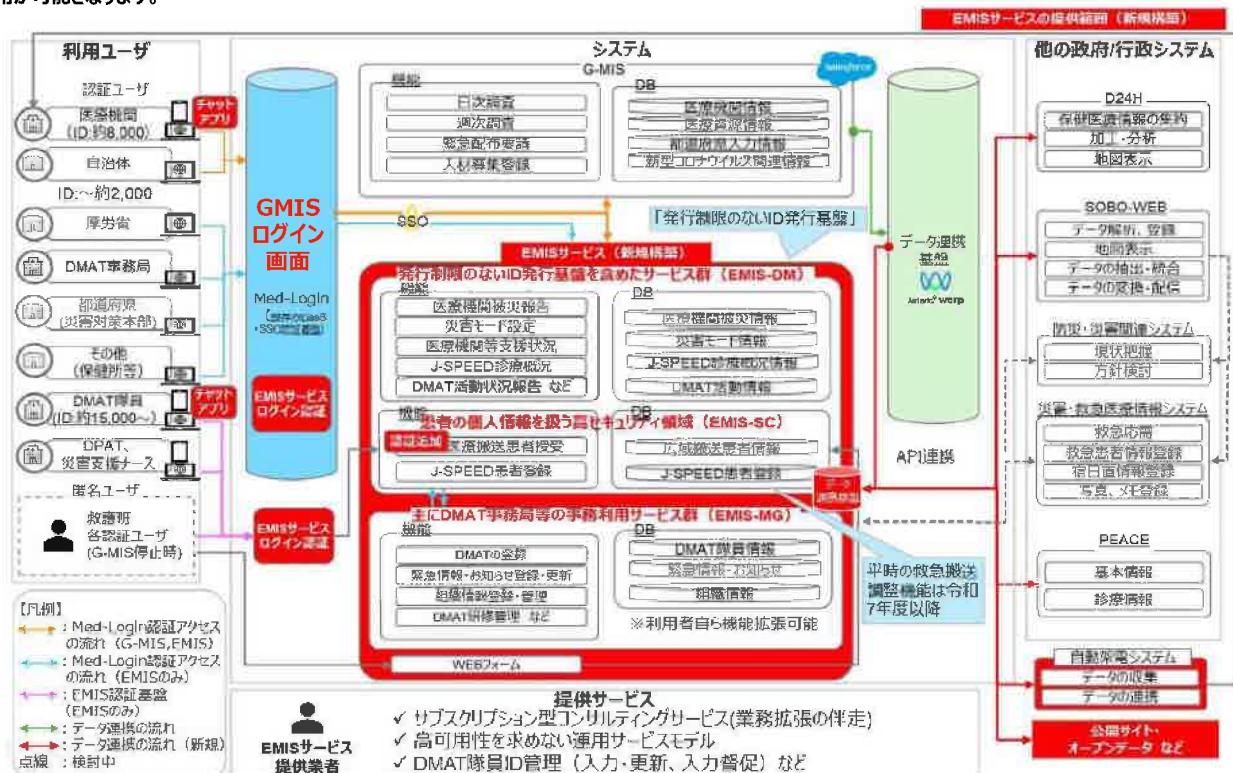 EMISサービスの提供範囲（新規構築）
利用ユーザ
認証ユーザ
医療機関
(ID:約8,000)
チャット
アプリ
自治体
ID:～約2,000
厚労省
DMAT事務局
都道府県
(災害対策本部)
その他
(保健所等)
DMAT隊員
(ID:約15,000～)
チャット
アプリ
DPAT、
災害支援ナース
匿名ユーザ
救護班
各認証ユーザ
(G-MIS停止時)
【凡例】
：Med-Login認証アクセス
の流れ（G-MIS,EMIS）
：Med-Login認証アクセス
の流れ（EMISのみ）
：EMIS認証基盤
（EMISのみ）
：データ連携の流れ
：データ連携の流れ（新規）
点線：検討中
システム
GMIS
ログイン
画面
Med-Login
EMISサービス
ログイン認証
EMISサービス
ログイン認証
SSO
G-MIS
機能
日次調査
週次調査
緊急配布要請
人材募集登録
DB
医療機関情報
医療資源情報
都道府県入力情報
新型コロナウイルス関連情報
salesforce
「発行制限のないID発行基盤」
EMISサービス（新規構築）
発行制限のないID発行基盤を含めたサービス群（EMIS-DM）
機能
医療機関被災報告
災害モード設定
医療機関等支援状況
J-SPEED診療概況
DMAT活動状況報告 など
DB
医療機関被災情報
災害モード情報
J-SPEED診療概況情報
DMAT活動情報
患者の個人情報を扱う高セキュリティ領域（EMIS-SC）
機能
認証追加
医療搬送患者授受
J-SPEED患者登録
DB
広域搬送患者情報
J-SPEED患者登録
データ
連携基盤
主にDMAT事務局等の事務利用サービス群（EMIS-MG）
機能
DMATの登録
緊急情報・お知らせ登録・更新
組織情報登録・管理
DMAT研修管理 など
DB
DMAT隊員情報
緊急情報・お知らせ
組織情報
※利用者自ら機能拡張可能
WEBフォーム
データ連携
基盤
Asteria warp
API連携
平時の救急搬送
調整機能は令和
7年度以降
他の政府/行政システム
D24H
保健医療情報の集約
加工・分析
地図表示
SOBO-WEB
データ解析、登録
地図表示
データの抽出・統合
データの変換・配信
防災・災害関連システム
現状把握
方針検討
災害・救急医療情報システム
救急応需
救急患者情報登録
宿日直情報登録
写真、メモ登録
PEACE
基本情報
診療情報
自動架電システム
データの収集
データの連携
公開サイト・
オープンデータ など
EMISサービス
提供業者
提供サービス
✓ サブスクリプション型コンサルティングサービス(業務拡張の伴走)
✓ 高可用性を求めない運用サービスモデル
✓ DMAT隊員ID管理（入力・更新、入力督促）など